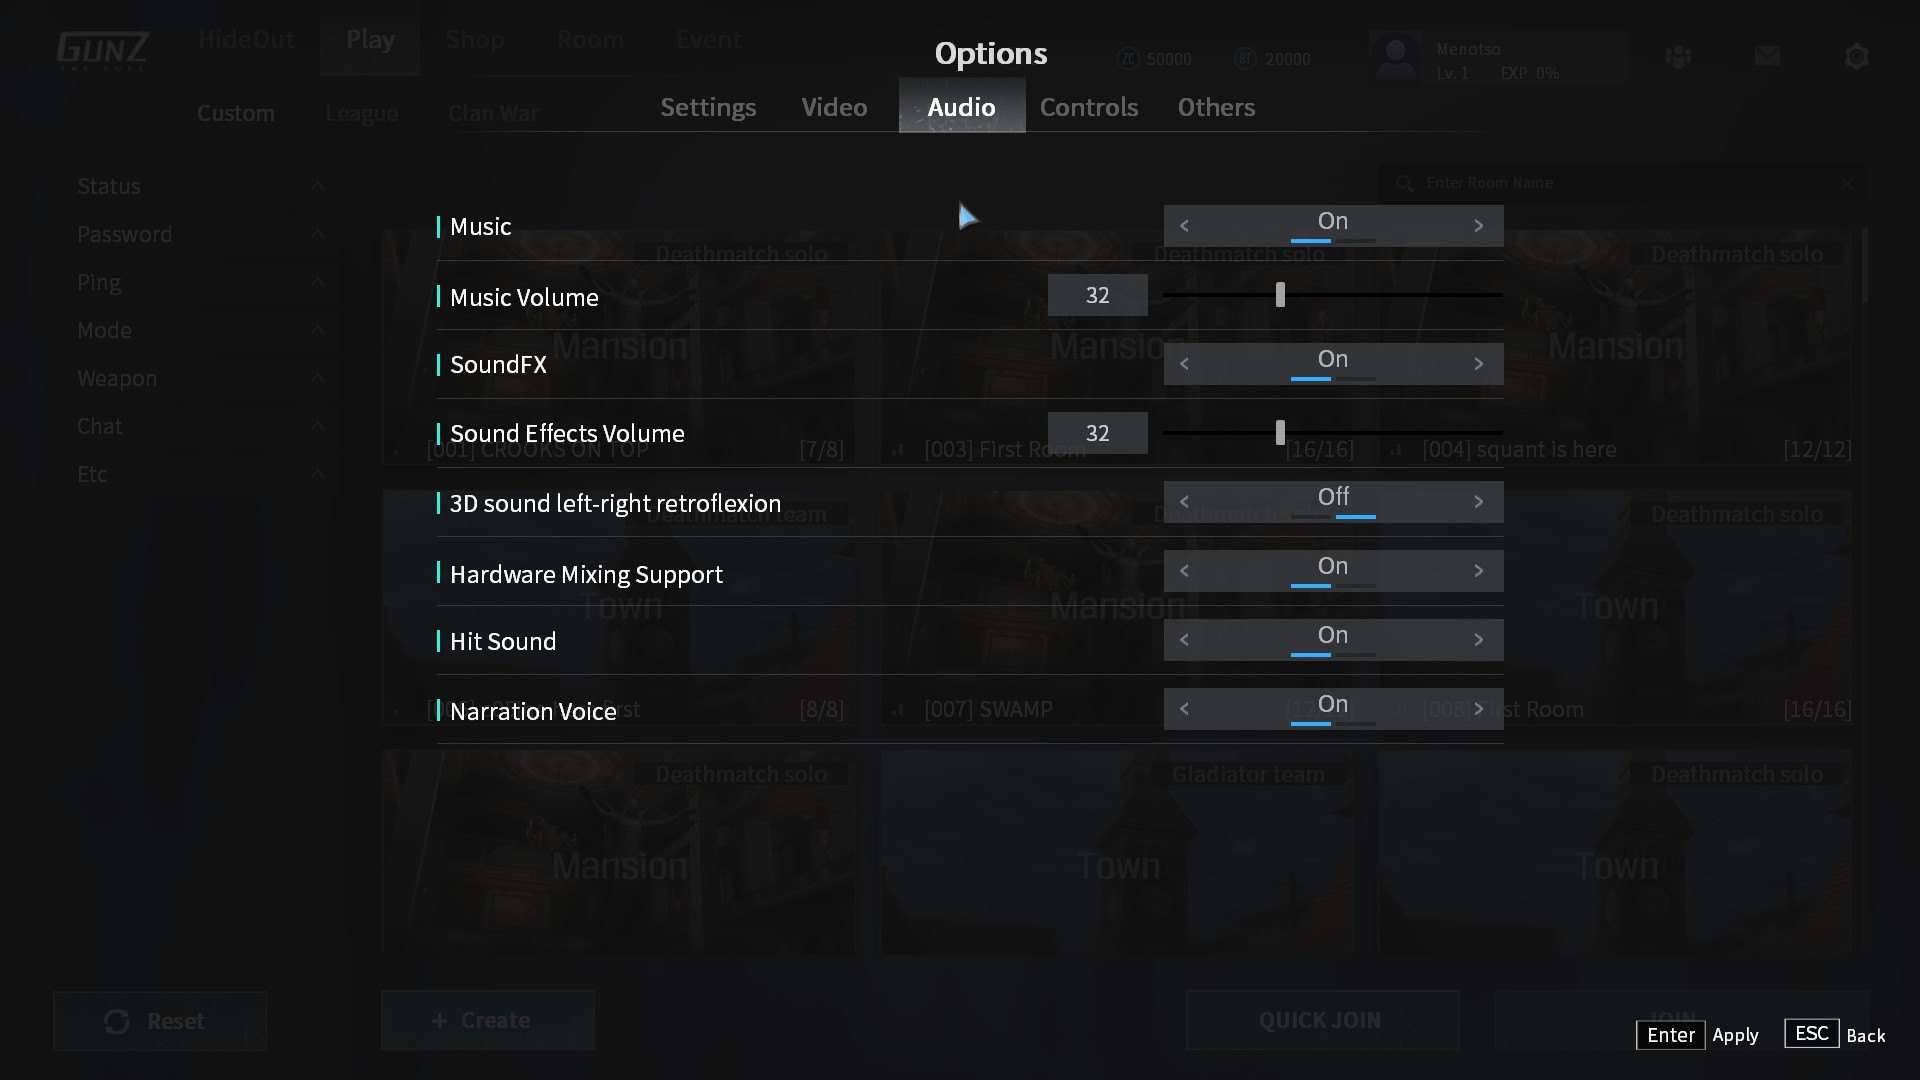 GUNZ
HideOut
Play
Shop
Room
Event
Options
ZC 50000
BT 20000
Menotso
Lv.1 EXP 0%
Custom
League
Clan War
Settings
Video
Audio
Controls
Others
Status
Password
Ping
Mode
Weapon
Chat
Etc
Enter Room Name
Music
On
Music Volume
32
SoundFX
On
Sound Effects Volume
32
3D sound left-right retroflexion
Off
Hardware Mixing Support
On
Hit Sound
On
Narration Voice
On
Deathmatch solo
Mansion
[001] CROOKS ON TOP
[7/8]
Deathmatch solo
Mansion
[003] First Room
[16/16]
Deathmatch solo
Mansion
[004] squant is here
[12/12]
Deathmatch team
Town
[8/8]
Mansion
[007] SWAMP
Deathmatch solo
Town
[008] First Room
[16/16]
Deathmatch solo
Mansion
Gladiator team
Town
Deathmatch solo
Town
Reset
+ Create
QUICK JOIN
JOIN
Enter Apply
ESC Back